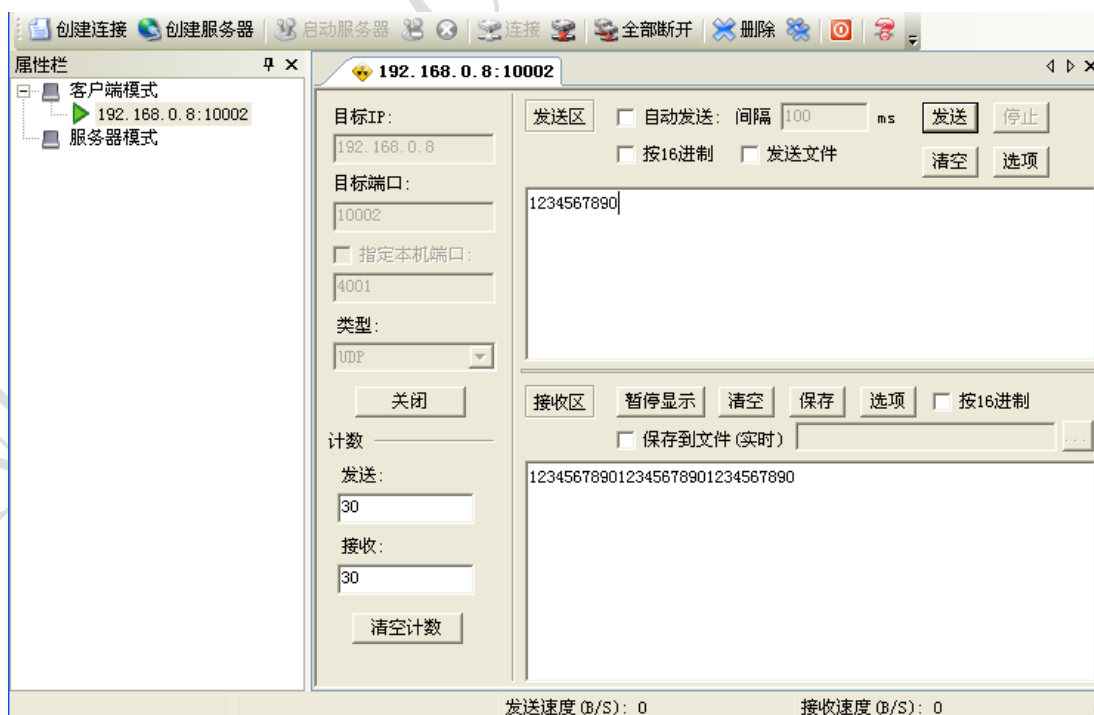 创建连接 创建服务器 启动服务器 连接 全部断开 删除
属性栏
客户端模式
192.168.0.8:10002
服务器模式
192.168.0.8:10002
目标IP:
192.168.0.8
目标端口:
10002
指定本机端口:
4001
类型:
UDP
关闭
计数
发送:
30
接收:
30
清空计数
发送区 自动发送: 间隔 100 ms 发送 停止
按16进制 发送文件 清空 选项
1234567890
接收区 暂停显示 清空 保存 选项 按16进制
保存到文件(实时) ...
123456789012345678901234567890
发送速度(B/S): 0 接收速度(B/S): 0